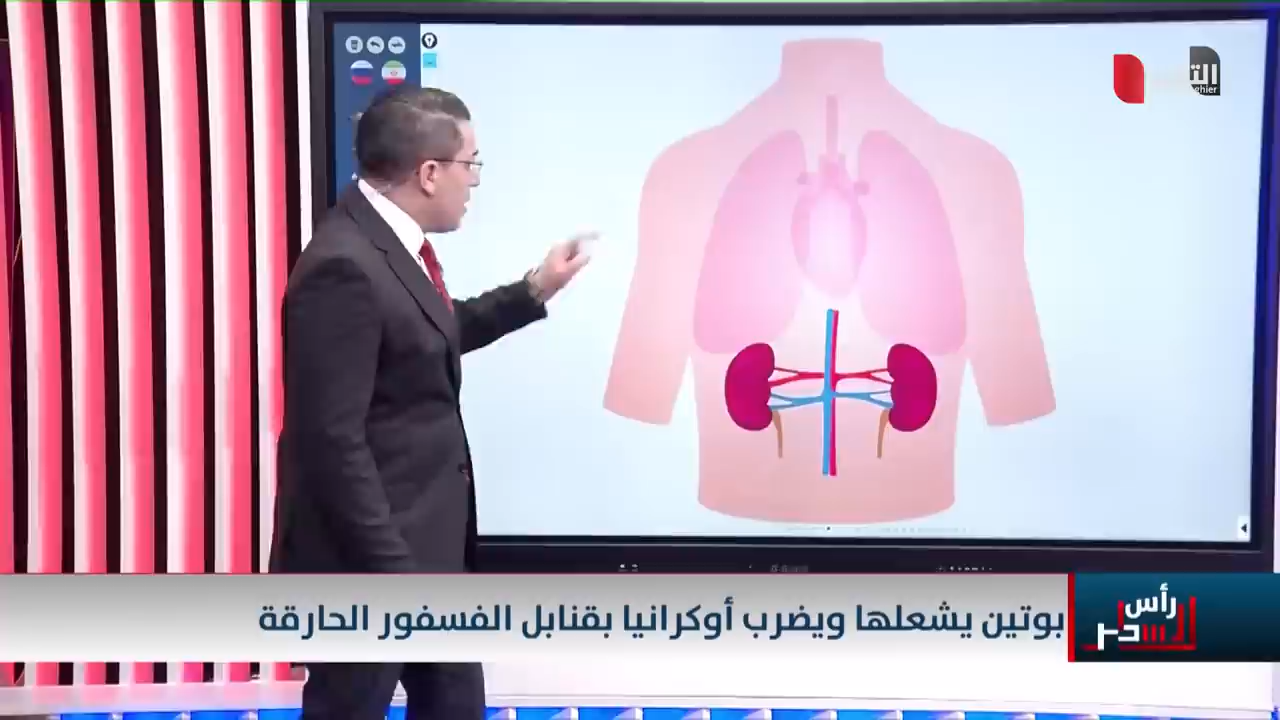 بوتين يشعلها ويضرب أوكرانيا بقنابل الفسفور الحارقة
رأس
السطر